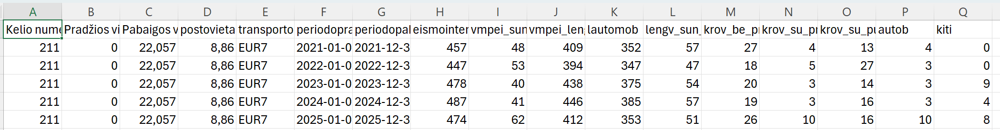 A B C D E F G H I J K L M N O P Q
Kelio nume Pradžios vi Pabaigos v postovieta transporto periodopra periodopal eismointer vmpei_sun vmpei_leng lautomob lengv_sun_ krov_be_pr krov_su_pr krov_su_pu autob kiti
211 0 22,057 8,86 EUR7 2021-01-0 2021-12-3 457 48 409 352 57 27 4 13 4 0
211 0 22,057 8,86 EUR7 2022-01-0 2022-12-3 447 53 394 347 47 18 5 27 3 0
211 0 22,057 8,86 EUR7 2023-01-0 2023-12-3 478 40 438 375 54 20 3 14 3 9
211 0 22,057 8,86 EUR7 2024-01-0 2024-12-3 487 41 446 385 57 19 3 16 3 4
211 0 22,057 8,86 EUR7 2025-01-0 2025-12-3 474 62 412 353 51 26 10 16 10 8